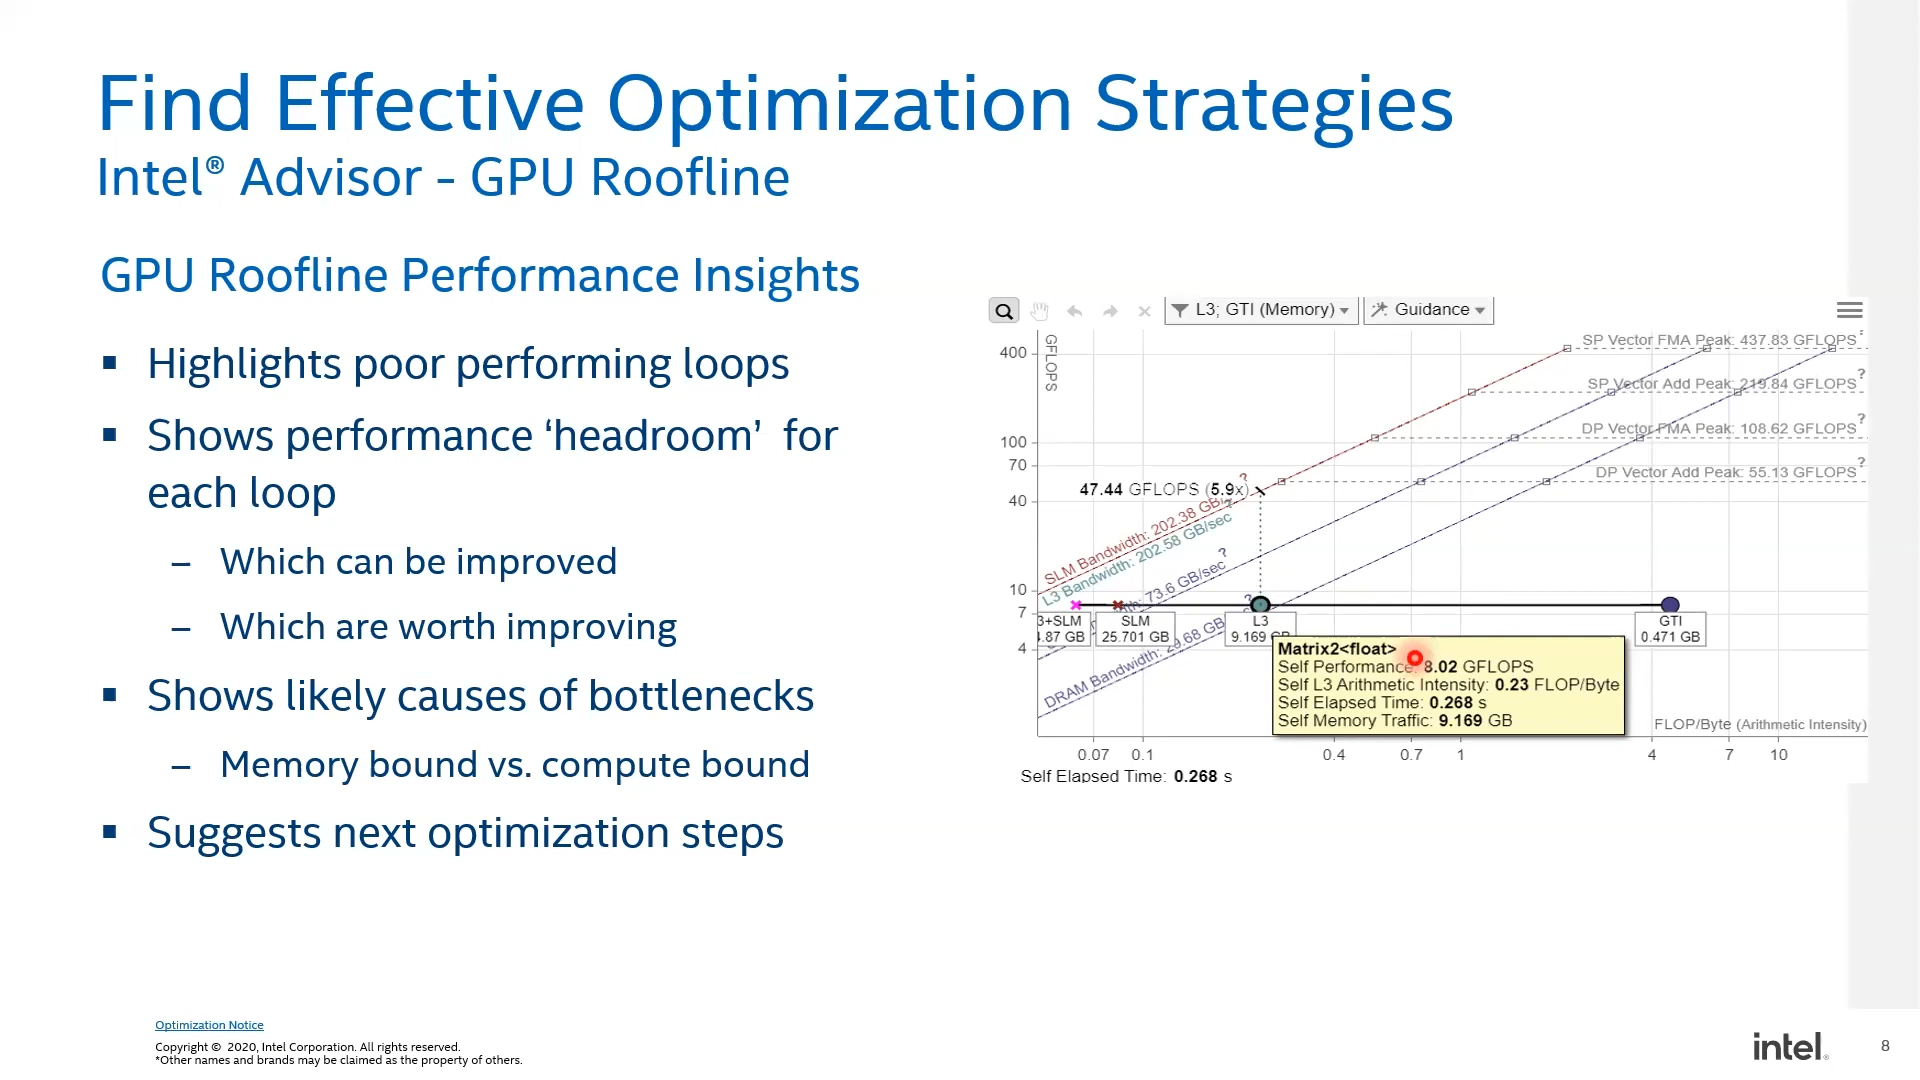 Find Effective Optimization Strategies
Intel® Advisor - GPU Roofline
GPU Roofline Performance Insights
▪ Highlights poor performing loops
▪ Shows performance ‘headroom’ for
each loop
– Which can be improved
– Which are worth improving
▪ Shows likely causes of bottlenecks
– Memory bound vs. compute bound
▪ Suggests next optimization steps
L3; GTI (Memory)
Guidance
GFLOPS
400
100
70
40
10
7
4
SP Vector FMA Peak: 437.83 GFLOPS
?
SP Vector Add Peak: 219.84 GFLOPS
?
DP Vector FMA Peak: 108.62 GFLOPS
?
DP Vector Add Peak: 55.13 GFLOPS
?
47.44 GFLOPS (5.9x)
SLM Bandwidth: 202.38 GB/
?
L3 Bandwidth: 202.58 GB/sec
?
73.6 GB/sec
?
DRAM Bandwidth: 29.68 GB
?
3+SLM
.87 GB
SLM
25.701 GB
L3
9.169 GB
GTI
0.471 GB
Matrix2<float>
Self Performance: 8.02 GFLOPS
Self L3 Arithmetic Intensity: 0.23 FLOP/Byte
Self Elapsed Time: 0.268 s
Self Memory Traffic: 9.169 GB
FLOP/Byte (Arithmetic Intensity)
0.07 0.1 0.4 0.7 1 4 7 10
Self Elapsed Time: 0.268 s
Optimization Notice
Copyright © 2020, Intel Corporation. All rights reserved.
*Other names and brands may be claimed as the property of others.
intel.
8